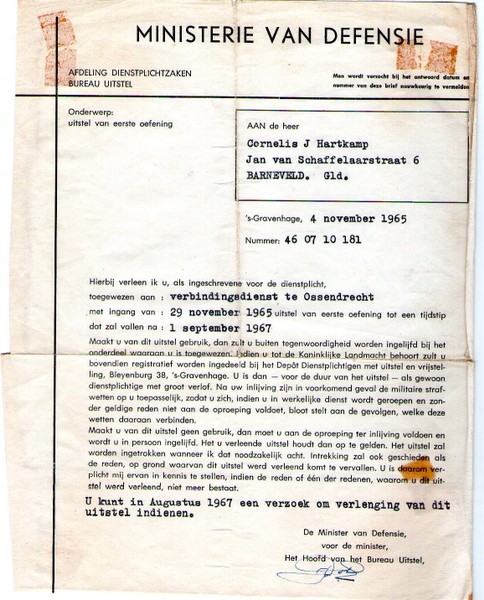 MINISTERIE VAN DEFENSIE
AFDELING DIENSTPLICHTZAKEN
BUREAU UITSTEL
Men wordt verzocht bij het antwoord datum en
nummer van deze brief nauwkeurig te vermelden
Onderwerp:
uitstel van eerste oefening
AAN de heer
Cornelis J Hartkamp
Jan van Schaffelaarstraat 6
BARNEVELD. Gld.
's-Gravenhage, 4 november 1965
Nummer: 46 07 10 181
Hierbij verleen ik u, als ingeschrevene voor de dienstplicht,
toegewezen aan : verbindingsdienst te Ossendrecht
met ingang van : 29 november 1965 uitstel van eerste oefening tot een tijdstip
dat zal vallen na : 1 september 1967
Maakt u van dit uitstel gebruik, dan zult u buiten tegenwoordigheid worden ingelijfd bij het
onderdeel waaraan u is toegewezen. Indien u tot de Koninklijke Landmacht behoort zult u
bovendien registratief worden ingedeeld bij het Depôt Dienstplichtigen met uitstel en vrijstel-
ling, Bleyenburg 38, 's-Gravenhage. U is dan — voor de duur van het uitstel — als gewoon
dienstplichtige met groot verlof. Na uw inlijving zijn in voorkomend geval de militaire straf-
wetten op u toepasselijk, zodat u zich, indien u in werkelijke dienst wordt geroepen en zon-
der geldige reden niet aan de oproeping voldoet, bloot stelt aan de gevolgen, welke deze
wetten daaraan verbinden.
Maakt u van dit uitstel geen gebruik, dan moet u aan de oproeping ter inlijving voldoen en
wordt u in persoon ingelijfd. Het u verleende uitstel houdt dan op te gelden. Het uitstel zal
worden ingetrokken wanneer ik dat noodzakelijk acht. Intrekking zal ook geschieden als
de reden, op grond waarvan dit uitstel werd verleend komt te vervallen. U is daarom ver-
plicht mij ervan in kennis te stellen, indien de reden of één der redenen, waarom u dit uit-
stel werd verleend, niet meer bestaat.
U kunt in Augustus 1967 een verzoek om verlenging van dit
uitstel indienen.
De Minister van Defensie,
voor de minister,
Het Hoofd van het Bureau Uitstel,